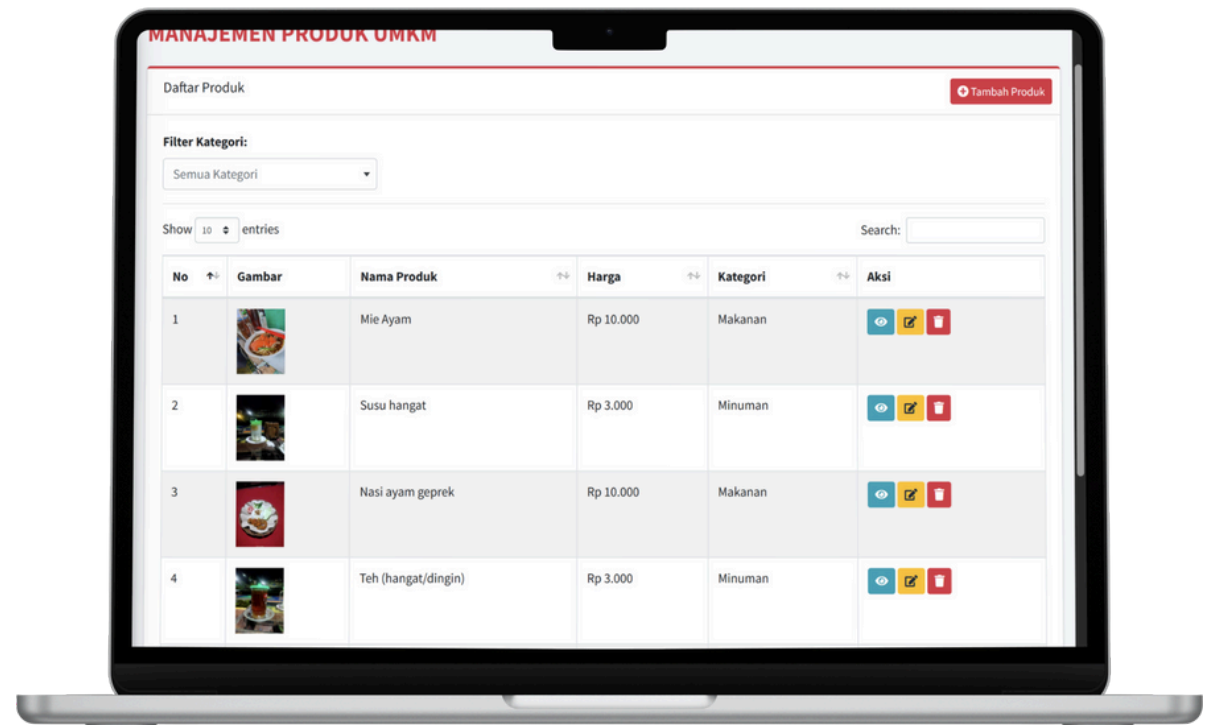 MANAJEMEN PRODUK UMKM
Daftar Produk
Tambah Produk
Filter Kategori:
Semua Kategori
Show 10 entries
Search:
No Gambar Nama Produk Harga Kategori Aksi
1 Mie Ayam Rp 10.000 Makanan
2 Susu hangat Rp 3.000 Minuman
3 Nasi ayam geprek Rp 10.000 Makanan
4 Teh (hangat/dingin) Rp 3.000 Minuman